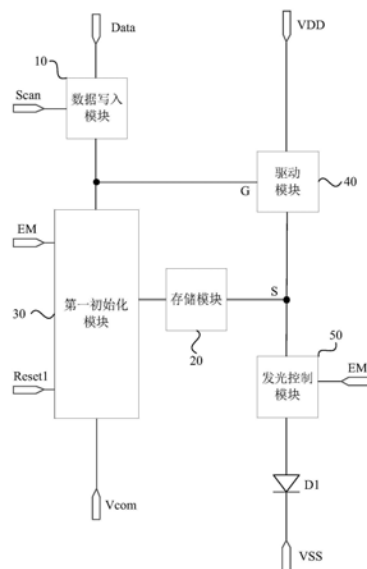 Data
VDD
10
Scan
数据写入
模块
驱动
模块
40
G
EM
第一初始化
模块
30
存储模块
20
S
50
发光控制
模块
EM
Reset1
D1
Vcom
VSS